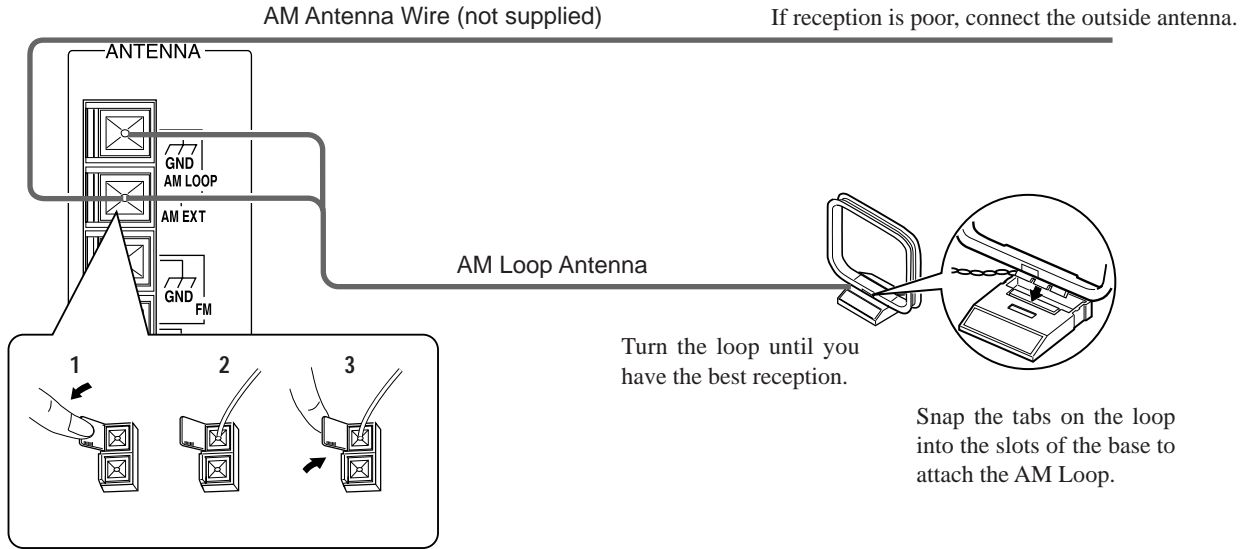 AM Antenna Wire (not supplied)
If reception is poor, connect the outside antenna.
ANTENNA
GND
AM LOOP
AM EXT
GND
FM
AM Loop Antenna
Turn the loop until you
have the best reception.
Snap the tabs on the loop
into the slots of the base to
attach the AM Loop.
1
2
3